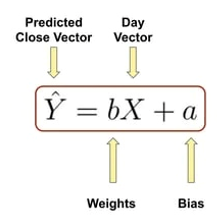 Predicted
Close Vector
Day
Vector
Ŷ = bX + a
Weights
Bias